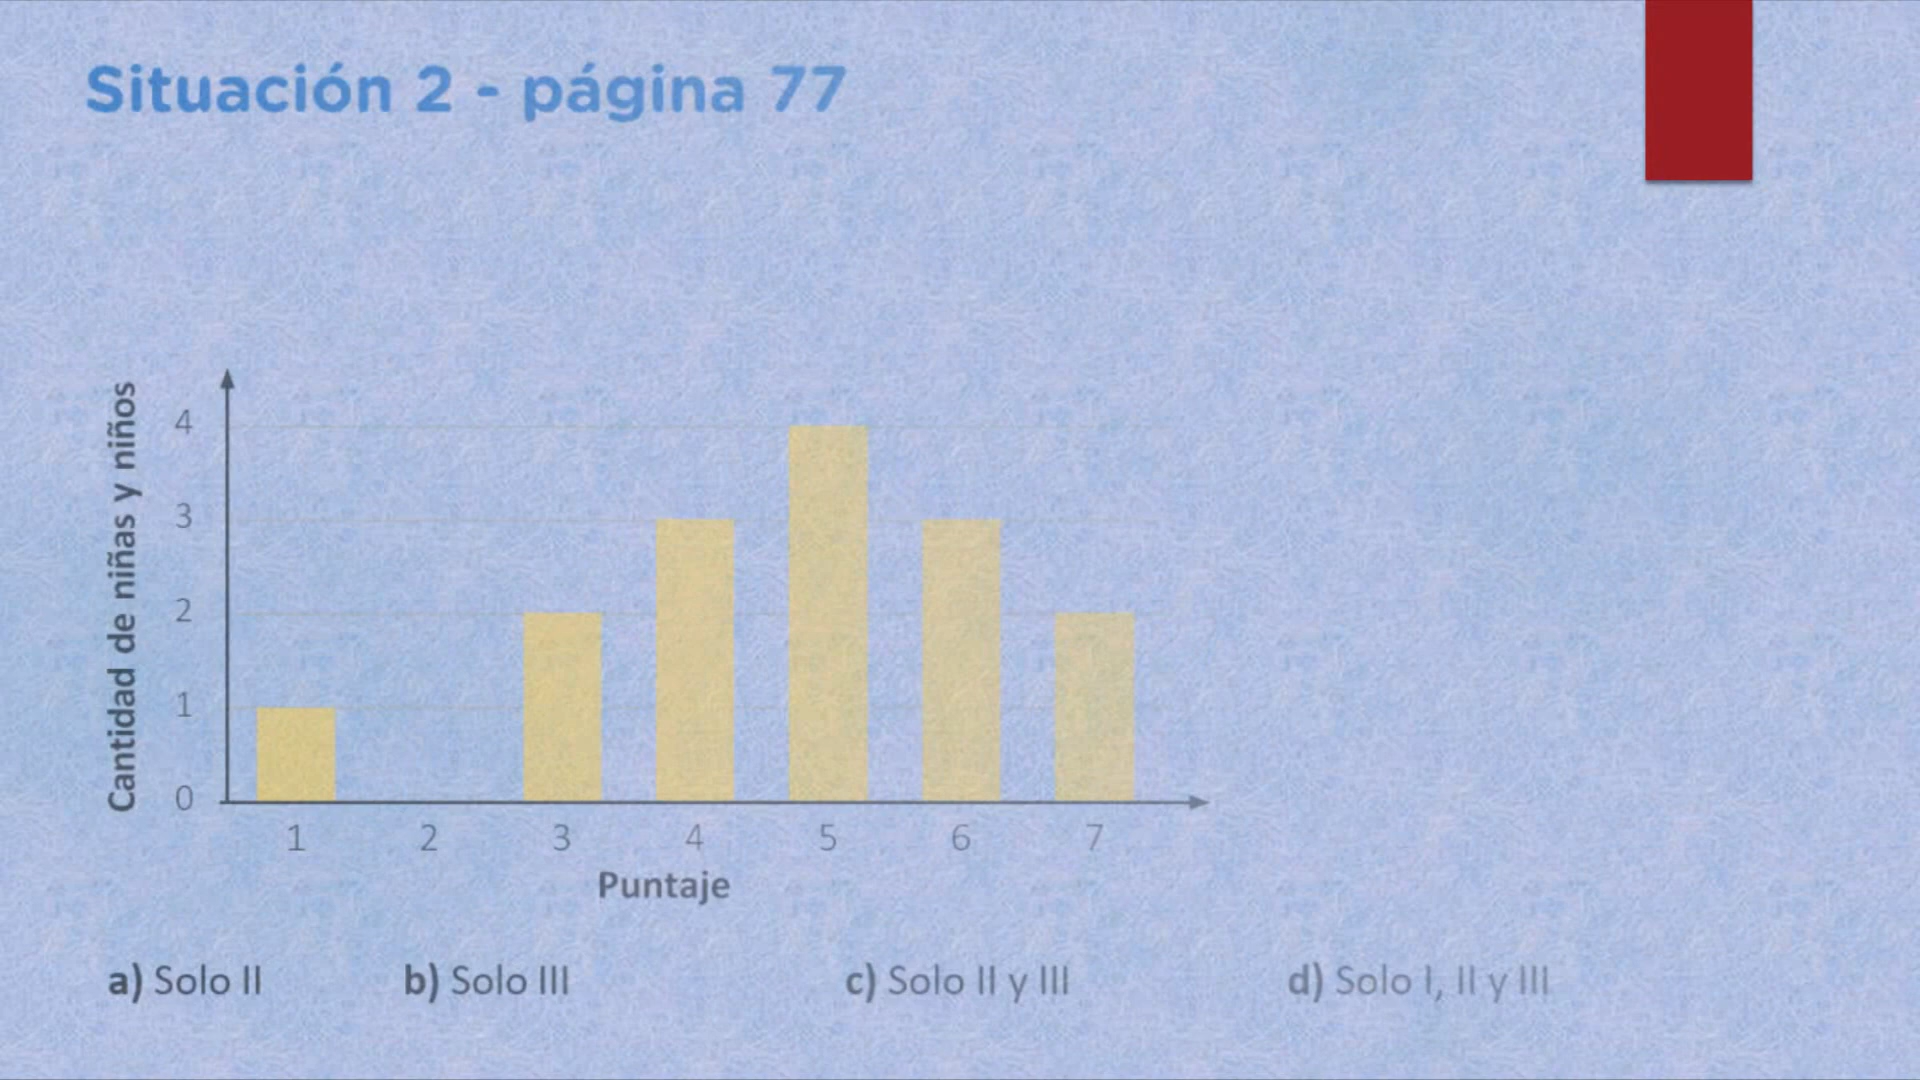 Situación 2 - página 77
Cantidad de niñas y niños
4
3
2
1
0
1 2 3 4 5 6 7
Puntaje
a) Solo II b) Solo III c) Solo II y III d) Solo I, II y III